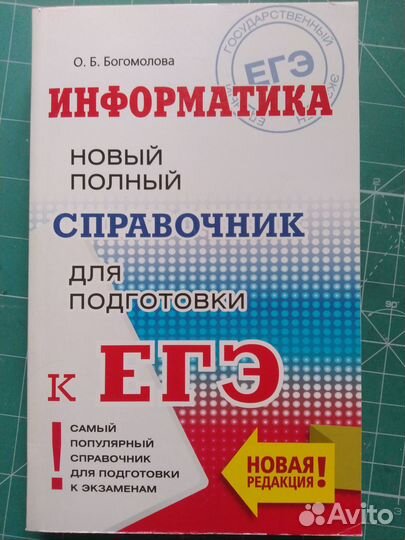 О. Б. Богомолова
ГОСУДАРСТВЕННЫЙ
ЕГЭ
ИНФОРМАТИКА
НОВЫЙ
ПОЛНЫЙ
СПРАВОЧНИК
ДЛЯ
ПОДГОТОВКИ
К ЕГЭ
! САМЫЙ
ПОПУЛЯРНЫЙ
СПРАВОЧНИК
ДЛЯ ПОДГОТОВКИ
К ЭКЗАМЕНАМ
НОВАЯ
РЕДАКЦИЯ!
Avito